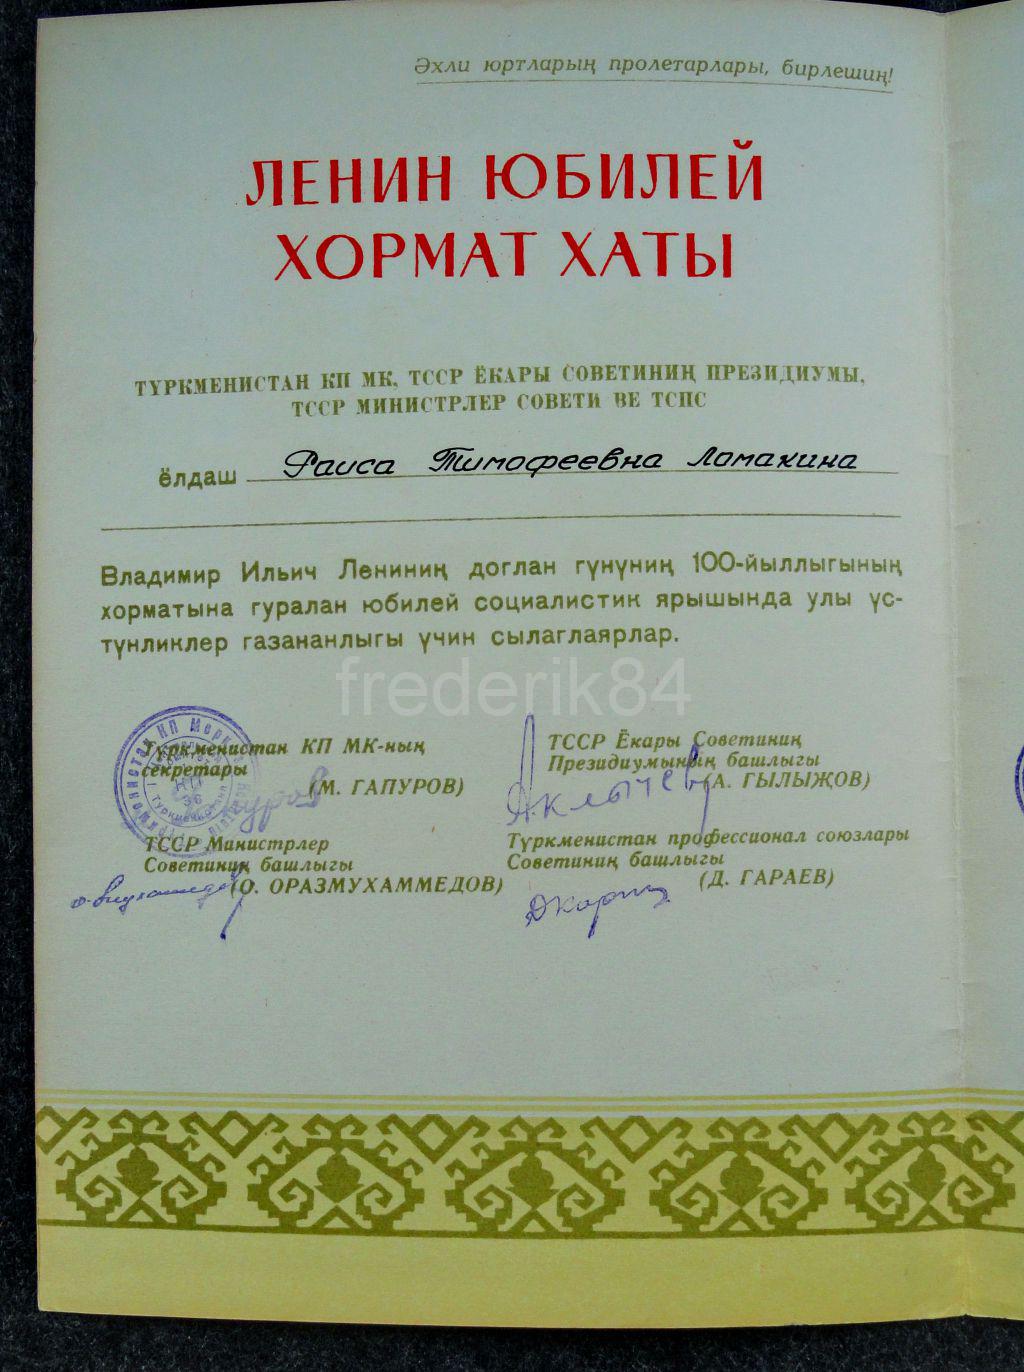 Әхли юртларың пролетарлары, бирлешиң!
ЛЕНИН ЮБИЛЕЙ
ХОРМАТ ХАТЫ
ТҮРКМЕНИСТАН КП МК, ТССР ЁКАРЫ СОВЕТИНИҢ ПРЕЗИДИУМЫ,
ТССР МИНИСТРЛЕР СОВЕТИ ВЕ ТСПС
ёлдаш Раиса Тимофеевна Ломакина
Владимир Ильич Лениниң доглан гүнүниң 100-йыллыгының
хорматына гуралан юбилей социалистик ярышында улы үс-
түнликлер газананлыгы үчин сылаглаярлар.
frederik84
Түркменистан КП МК-ның
секретары
(М. ГАПУРОВ)
ТССР Ёкары Советиниң
Президиумының башлыгы
(А. ГЫЛЫҖОВ)
ТССР Министрлер
Советиниң башлыгы
(О. ОРАЗМУХАММЕДОВ)
Түркменистан профессионал союзлары
Советиниң башлыгы
(Д. ГАРАЕВ)